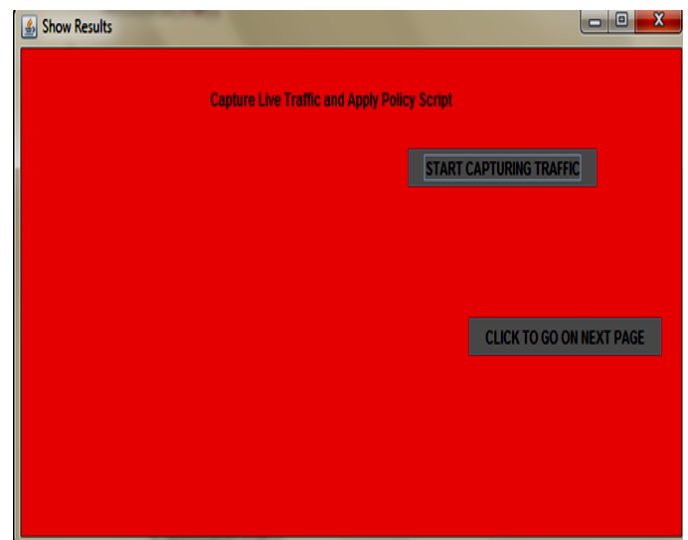 Show Results
Capture Live Traffic and Apply Policy Script
START CAPTURING TRAFFIC
CLICK TO GO ON NEXT PAGE